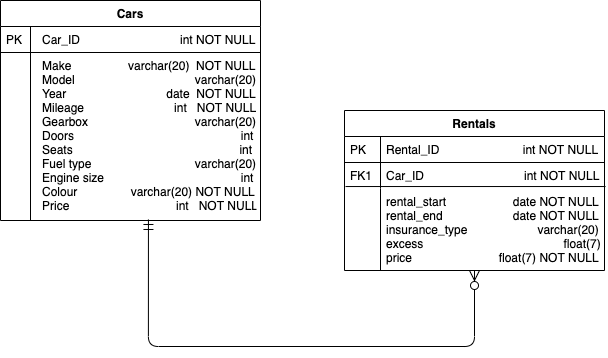 Cars
PK Car_ID int NOT NULL
Make varchar(20) NOT NULL
Model varchar(20)
Year date NOT NULL
Mileage int NOT NULL
Gearbox varchar(20)
Doors int
Seats int
Fuel type varchar(20)
Engine size int
Colour varchar(20) NOT NULL
Price int NOT NULL
Rentals
PK Rental_ID int NOT NULL
FK1 Car_ID int NOT NULL
rental_start date NOT NULL
rental_end date NOT NULL
insurance_type varchar(20)
excess float(7)
price float(7) NOT NULL